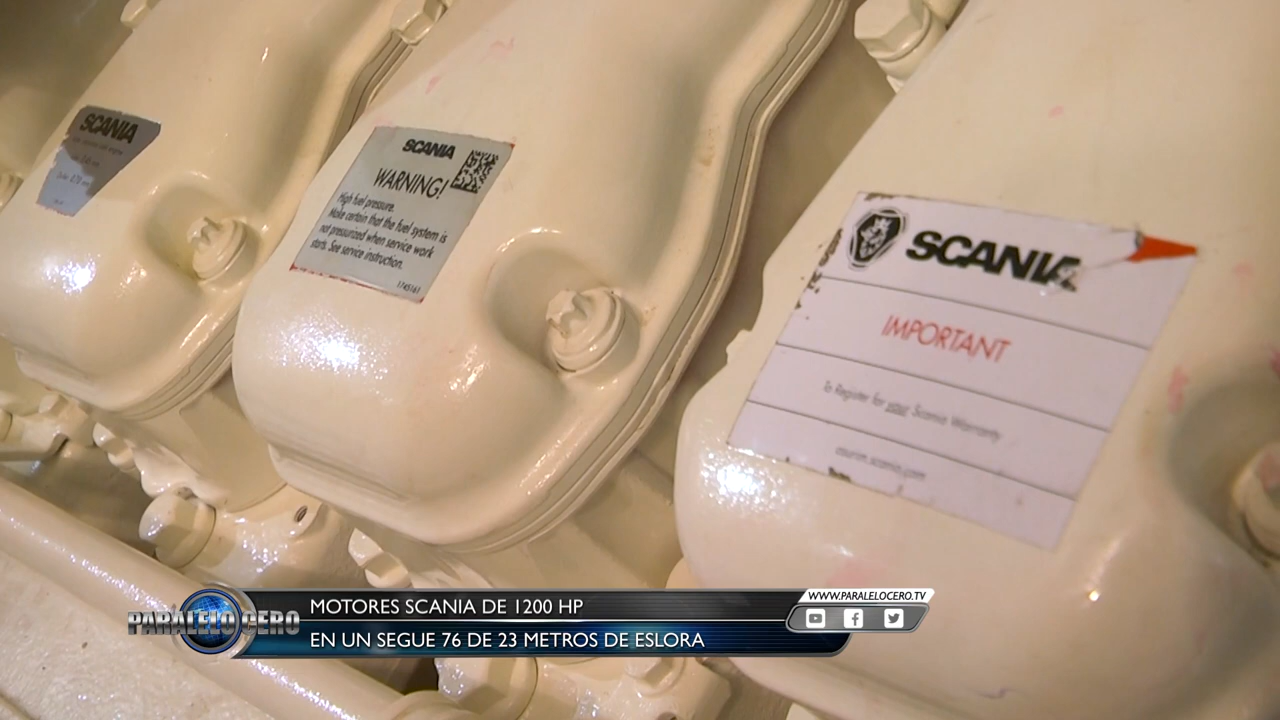 SCANIA
SCANIA
WARNING!
High fuel pressure.
Make certain that the fuel system is
not pressurized when service work
starts. See service instruction.
1745161
SCANIA
IMPORTANT
To Register for your Scania Warranty
WWW.PARALELOCERO.TV
PARALELO CERO
MOTORES SCANIA DE 1200 HP
EN UN SEGUE 76 DE 23 METROS DE ESLORA